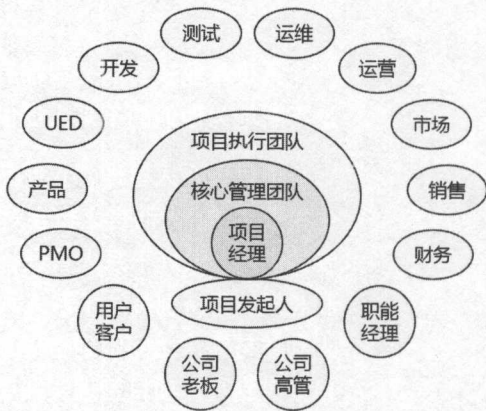 测试
运维
开发
运营
UED
市场
项目执行团队
产品
核心管理团队
销售
项目
经理
PMO
财务
用户
客户
项目发起人
职能
经理
公司
老板
公司
高管